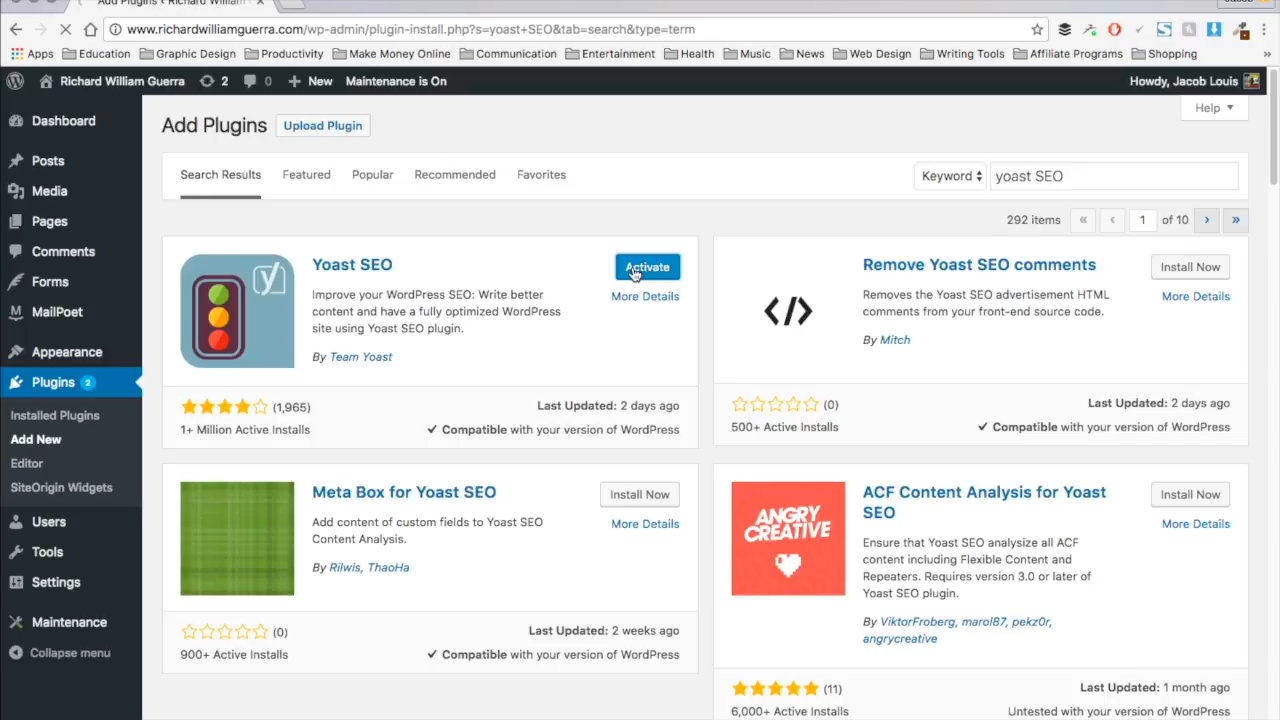 Add Plugins ‹ Richard William
www.richardwilliamguerra.com/wp-admin/plugin-install.php?s=yoast+SEO&tab=search&type=term
Apps Education Graphic Design Productivity Make Money Online Communication Entertainment Health Music News Web Design Writing Tools Affiliate Programs Shopping »
Richard William Guerra 2 0 New Maintenance is On Howdy, Jacob Louis
Dashboard
Posts
Media
Pages
Comments
Forms
MailPoet
Appearance
Plugins 2
Installed Plugins
Add New
Editor
SiteOrigin Widgets
Users
Tools
Settings
Maintenance
Collapse menu
Help
Add Plugins Upload Plugin
Search Results Featured Popular Recommended Favorites Keyword yoast SEO
292 items « ‹ 1 of 10 › »
Yoast SEO
Activate
More Details
Improve your WordPress SEO: Write better
content and have a fully optimized WordPress
site using Yoast SEO plugin.
By Team Yoast
(1,965)
Last Updated: 2 days ago
1+ Million Active Installs
Compatible with your version of WordPress
Remove Yoast SEO comments
Install Now
More Details
Removes the Yoast SEO advertisement HTML
comments from your front-end source code.
By Mitch
(0)
Last Updated: 2 days ago
500+ Active Installs
Compatible with your version of WordPress
Meta Box for Yoast SEO
Install Now
More Details
Add content of custom fields to Yoast SEO
Content Analysis.
By Rilwis, ThaoHa
(0)
Last Updated: 2 weeks ago
900+ Active Installs
Compatible with your version of WordPress
ANGRY
CREATIVE
ACF Content Analysis for Yoast
SEO
Install Now
More Details
Ensure that Yoast SEO analysize all ACF
content including Flexible Content and
Repeaters. Requires version 3.0 or later of
Yoast SEO plugin.
By ViktorFroberg, marol87, pekz0r,
angrycreative
(11)
Last Updated: 1 month ago
6,000+ Active Installs
Untested with your version of WordPress